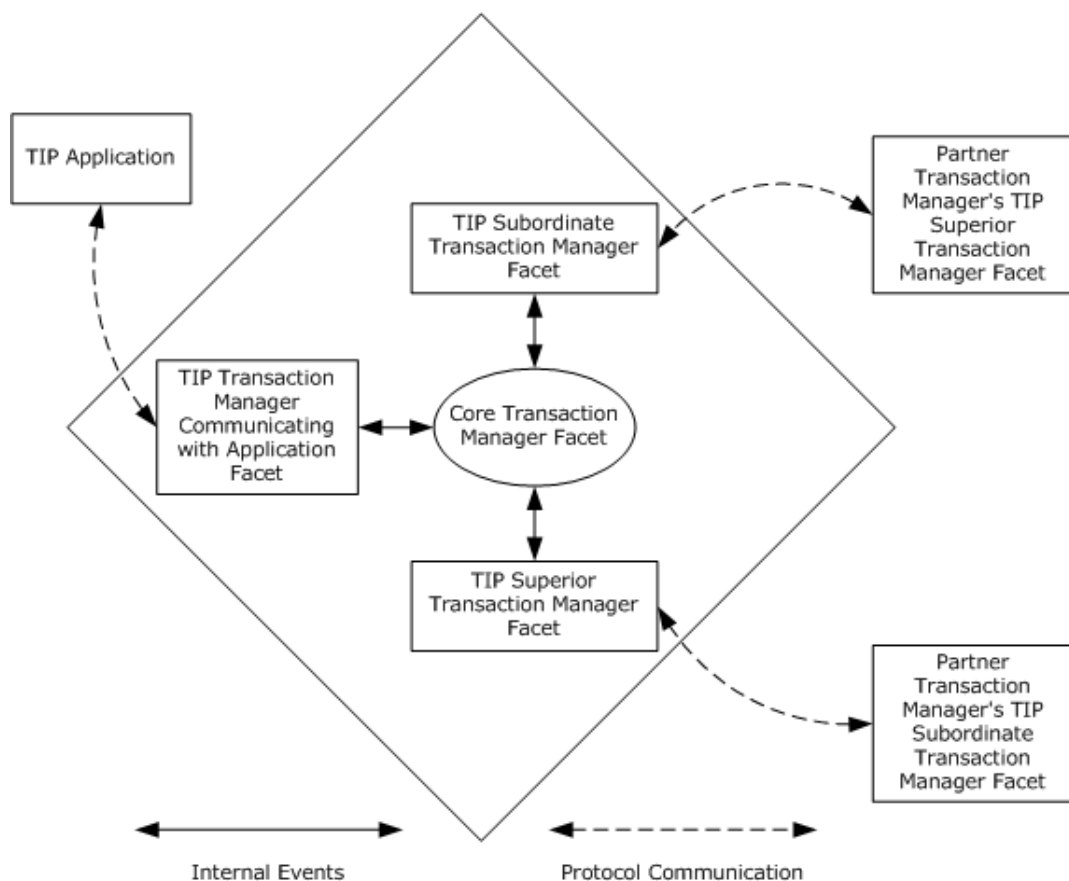 TIP Application
Partner
Transaction
Manager's TIP
Superior
Transaction
Manager Facet
TIP Subordinate
Transaction Manager
Facet
TIP Transaction
Manager
Communicating
with Application
Facet
Core Transaction
Manager Facet
TIP Superior
Transaction Manager
Facet
Partner
Transaction
Manager's TIP
Subordinate
Transaction
Manager Facet
Internal Events
Protocol Communication